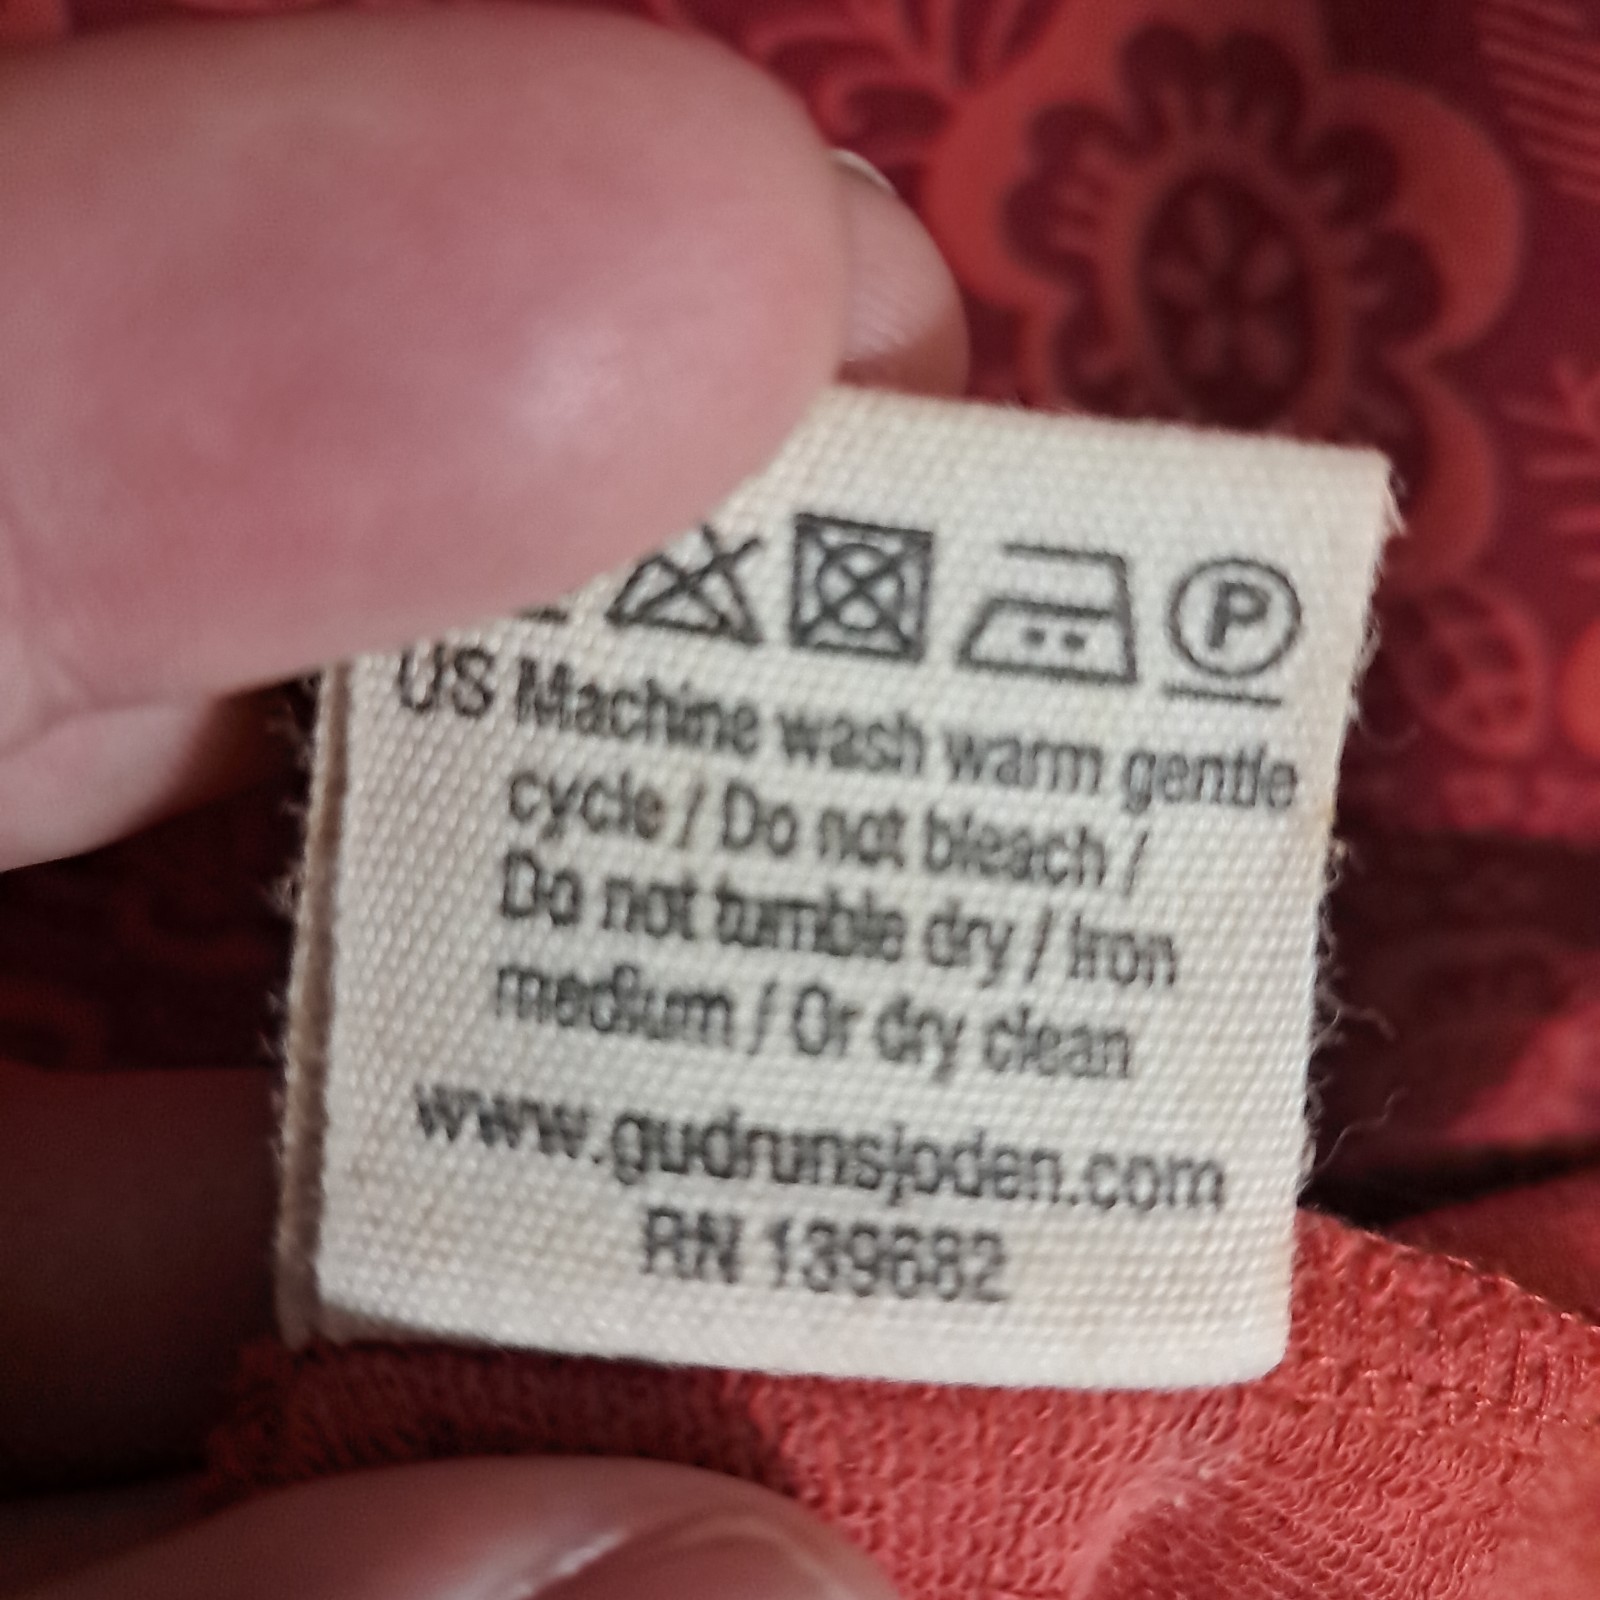 P
US Machine wash warm gentle
cycle / Do not bleach /
Do not tumble dry / Iron
medium / Or dry clean
www.gudrunsjoden.com
RN 139682